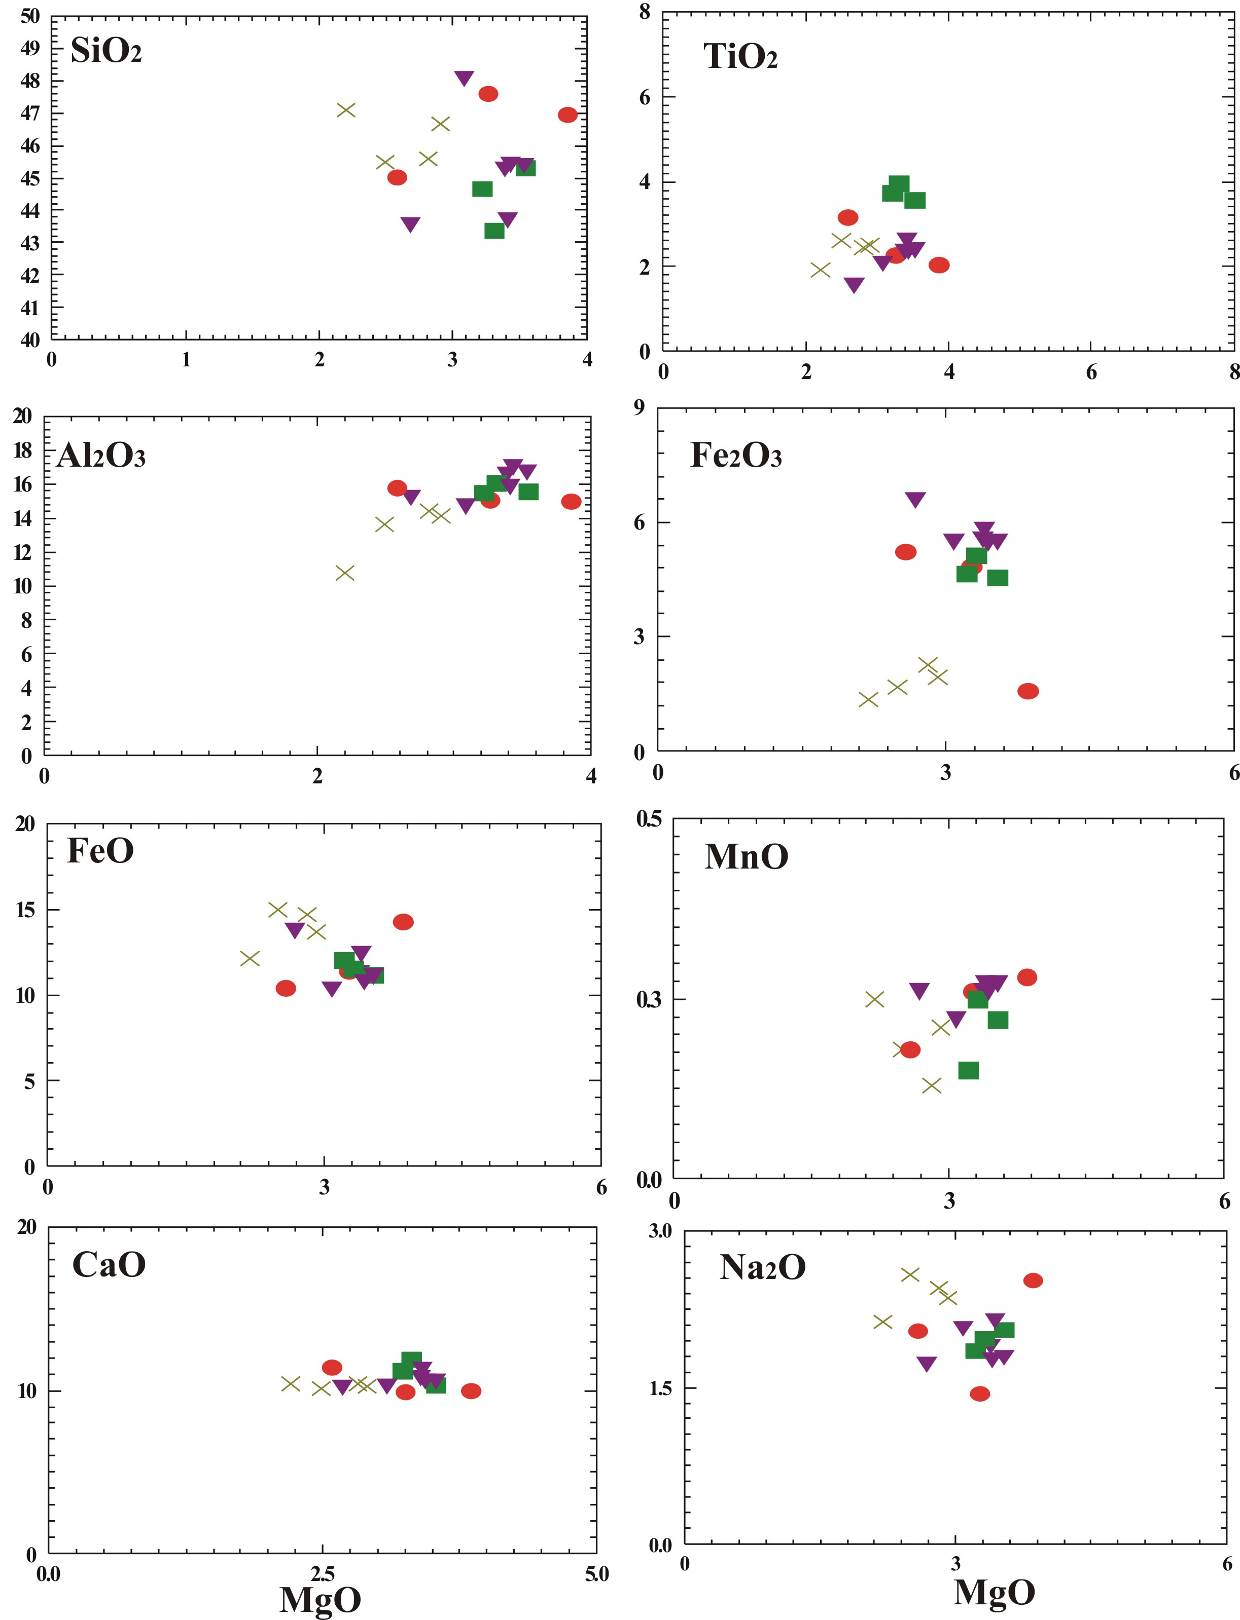 SiO2
50
49
48
47
46
45
44
43
42
41
40
0 1 2 3 4
TiO2
8
6
4
2
0
0 2 4 6 8
Al2O3
20
18
16
14
12
10
8
6
4
2
0
0 2 4
Fe2O3
9
6
3
0
0 3 6
FeO
20
15
10
5
0
0 3 6
MnO
0.5
0.3
0.0
0 3 6
CaO
20
10
0
0.0 2.5 5.0
MgO
Na2O
3.0
1.5
0.0
0 3 6
MgO